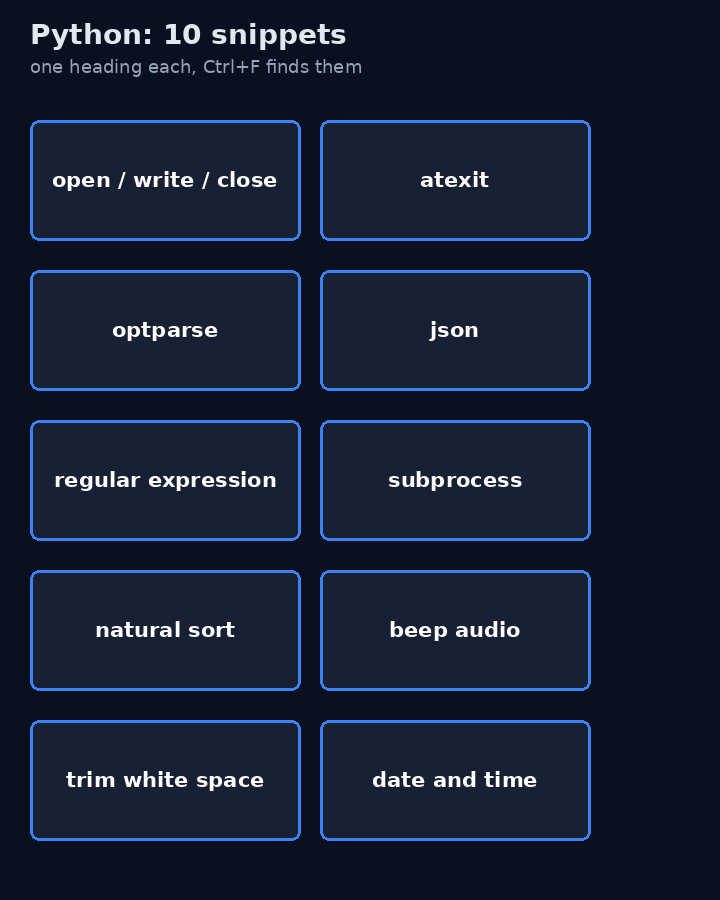 Python: 10 snippets
one heading each, Ctrl+F finds them
open / write / close
atexit
optparse
json
regular expression
subprocess
natural sort
beep audio
trim white space
date and time